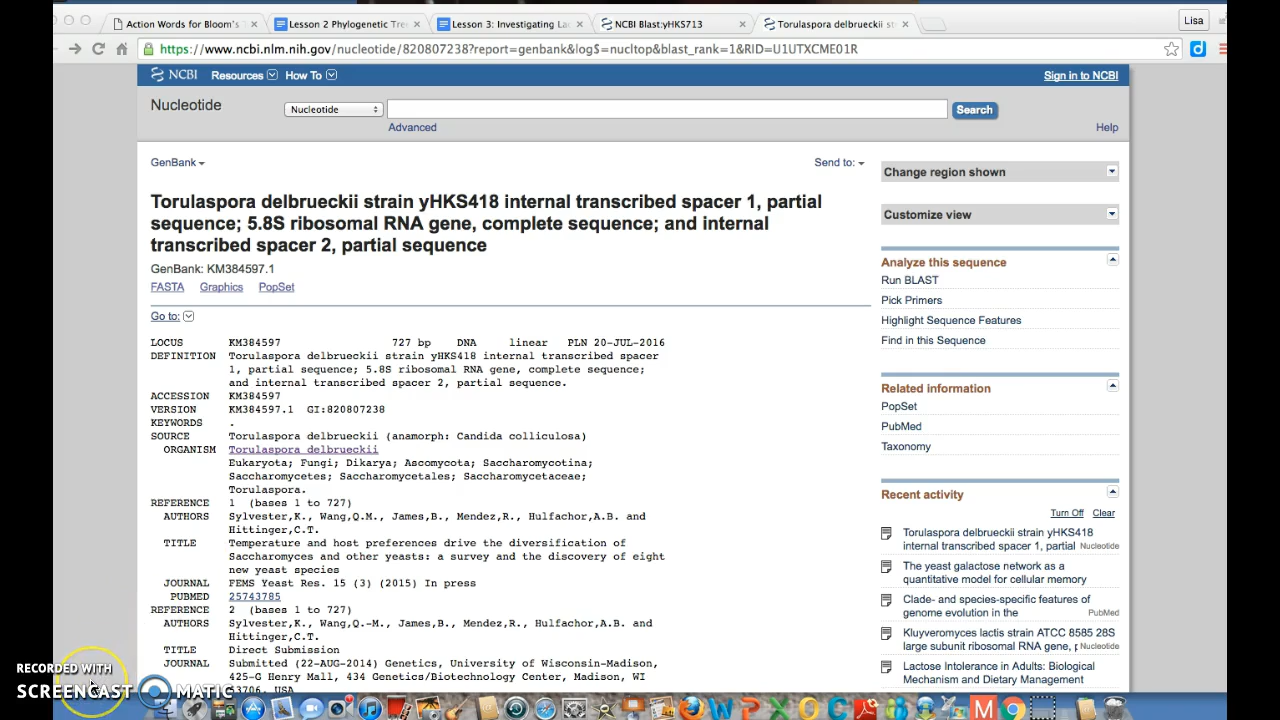 Action Words for Bloom's
Lesson 2 Phylogenetic Tre
Lesson 3: Investigating La
NCBI Blast:yHKS713
Torulaspora delbrueckii st
Lisa
https://www.ncbi.nlm.nih.gov/nucleotide/820807238?report=genbank&log$=nucltop&blast_rank=1&RID=U1UTXCME01R
NCBI Resources How To Sign in to NCBI
Nucleotide Nucleotide Search
Advanced Help
GenBank Send to:
Torulaspora delbrueckii strain yHKS418 internal transcribed spacer 1, partial
sequence; 5.8S ribosomal RNA gene, complete sequence; and internal
transcribed spacer 2, partial sequence
GenBank: KM384597.1
FASTA Graphics PopSet
Go to:
LOCUS KM384597 727 bp DNA linear PLN 20-JUL-2016
DEFINITION Torulaspora delbrueckii strain yHKS418 internal transcribed spacer
1, partial sequence; 5.8S ribosomal RNA gene, complete sequence;
and internal transcribed spacer 2, partial sequence.
ACCESSION KM384597
VERSION KM384597.1 GI:820807238
KEYWORDS .
SOURCE Torulaspora delbrueckii (anamorph: Candida colliculosa)
ORGANISM Torulaspora delbrueckii
Eukaryota; Fungi; Dikarya; Ascomycota; Saccharomycotina;
Saccharomycetes; Saccharomycetales; Saccharomycetaceae;
Torulaspora.
REFERENCE 1 (bases 1 to 727)
AUTHORS Sylvester,K., Wang,Q.M., James,B., Mendez,R., Hulfachor,A.B. and
Hittinger,C.T.
TITLE Temperature and host preferences drive the diversification of
Saccharomyces and other yeasts: a survey and the discovery of eight
new yeast species
JOURNAL FEMS Yeast Res. 15 (3) (2015) In press
PUBMED 25743785
REFERENCE 2 (bases 1 to 727)
AUTHORS Sylvester,K., Wang,Q.-M., James,B., Mendez,R., Hulfachor,A.B. and
Hittinger,C.T.
TITLE Direct Submission
JOURNAL Submitted (22-AUG-2014) Genetics, University of Wisconsin-Madison,
425-G Henry Mall, 434 Genetics/Biotechnology Center, Madison, WI
53706, USA
Change region shown
Customize view
Analyze this sequence
Run BLAST
Pick Primers
Highlight Sequence Features
Find in this Sequence
Related information
PopSet
PubMed
Taxonomy
Recent activity
Turn Off Clear
Torulaspora delbrueckii strain yHKS418
internal transcribed spacer 1, partial Nucleotide
The yeast galactose network as a
quantitative model for cellular memory
Clade- and species-specific features of
genome evolution in the PubMed
Kluyveromyces lactis strain ATCC 8585 28S
large subunit ribosomal RNA gene, p Nucleotide
Lactose Intolerance in Adults: Biological
Mechanism and Dietary Management
RECORDED WITH
SCREENCAST MATIC